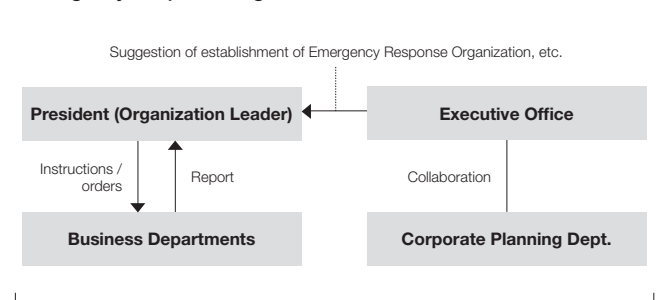 Suggestion of establishment of Emergency Response Organization, etc.
President (Organization Leader)
Executive Office
Instructions /
orders
Report
Collaboration
Business Departments
Corporate Planning Dept.